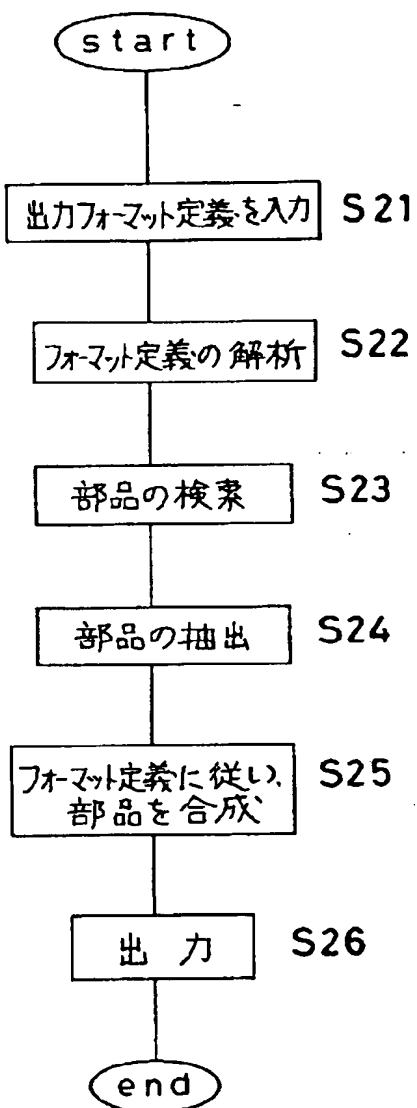 start
出力フォーマット定義を入力 S21
フォーマット定義の解析 S22
部品の検索 S23
部品の抽出 S24
フォーマット定義に従い、 S25
部品を合成
出力 S26
end